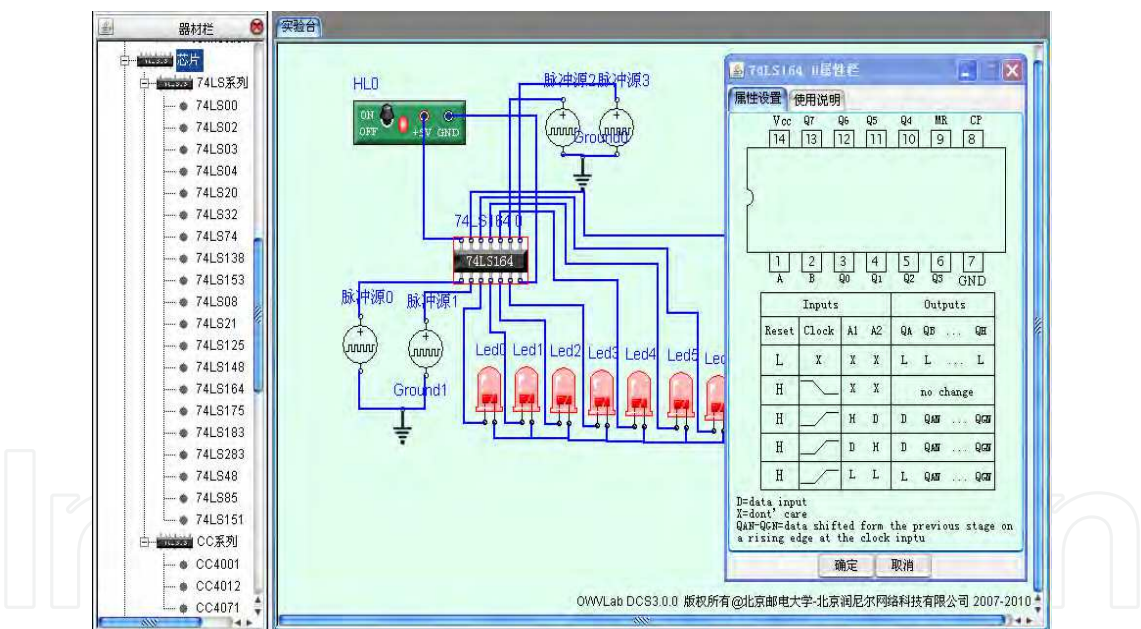 器材栏
芯片
74LS系列
74LS00
74LS02
74LS03
74LS04
74LS20
74LS32
74LS74
74LS138
74LS153
74LS08
74LS21
74LS125
74LS148
74LS164
74LS175
74LS183
74LS283
74LS48
74LS85
74LS151
CC系列
CC4001
CC4012
CC4071
实验台
HL0
ON
OFF
+5V GND
脉冲源2脉冲源3
Ground0
74LS164 0
74LS164
脉冲源0 脉冲源1
Ground1
Led0 Led1 Led2 Led3 Led4 Led5 Led
74LS164 0属性栏
属性设置 使用说明
Vcc Q7 Q6 Q5 Q4 MR CP
14 13 12 11 10 9 8
1 2 3 4 5 6 7
A B Q0 Q1 Q2 Q3 GND
Inputs Outputs
Reset Clock A1 A2 QA QB ... QH
L X X X L L ... L
H X X no change
H H D D QAN ... QGN
H D H D QAN ... QGN
H L L L QAN ... QGN
D=data input
X=dont' care
QAN-QGN=data shifted form the previous stage on
a rising edge at the clock inptu
确定 取消
OWVLab DCS3.0.0 版权所有@北京邮电大学-北京润尼尔网络科技有限公司 2007-2010